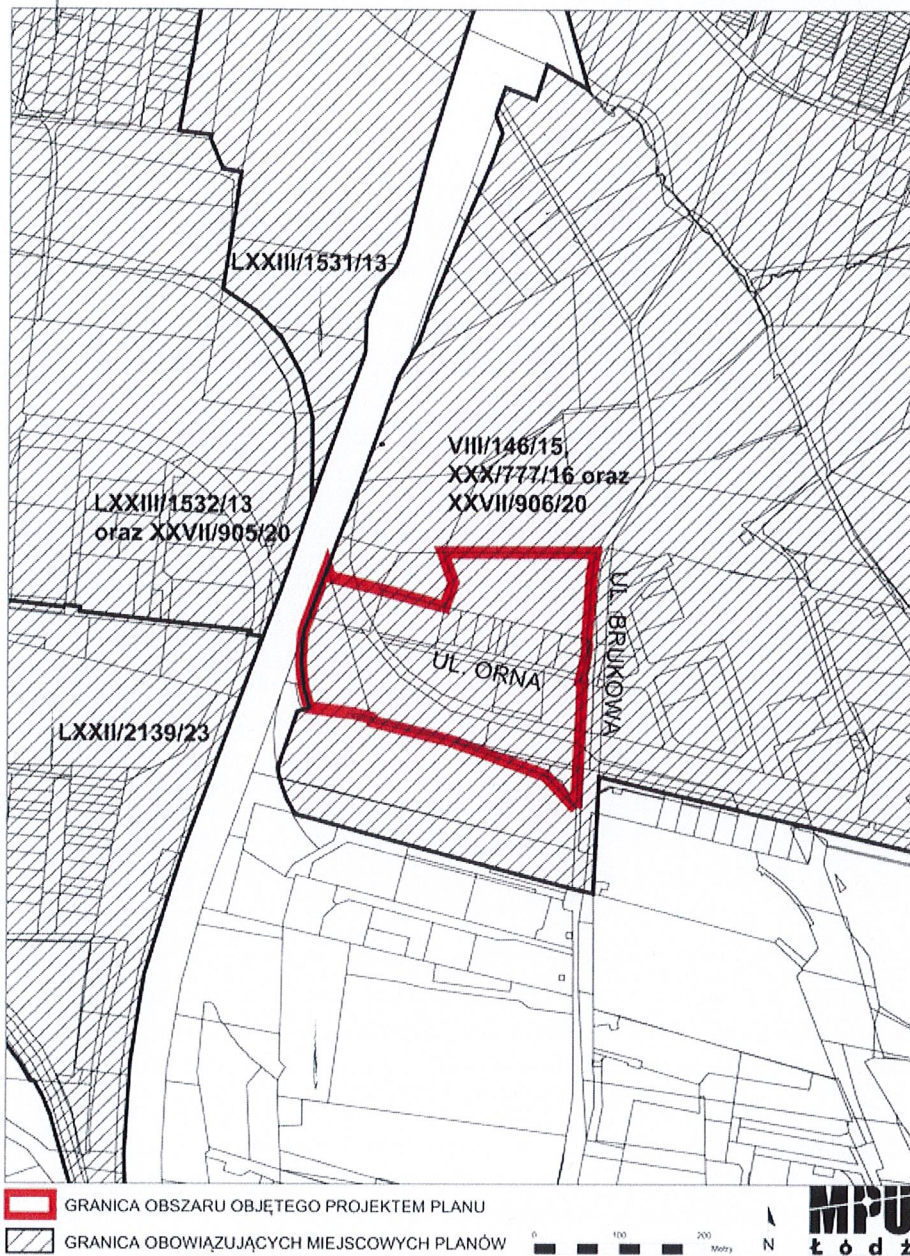 LXXIII/1531/13
VIII/146/15,
XXX/777/16 oraz
XXVII/906/20
LXXIII/1532/13
oraz XXVII/905/20
UL. BRUKOWA
UL. ORNA
LXXII/2139/23
GRANICA OBSZARU OBJĘTEGO PROJEKTEM PLANU
GRANICA OBOWIĄZUJĄCYCH MIEJSCOWYCH PLANÓW
0 100 200
Metry
N
MPU
Łódź